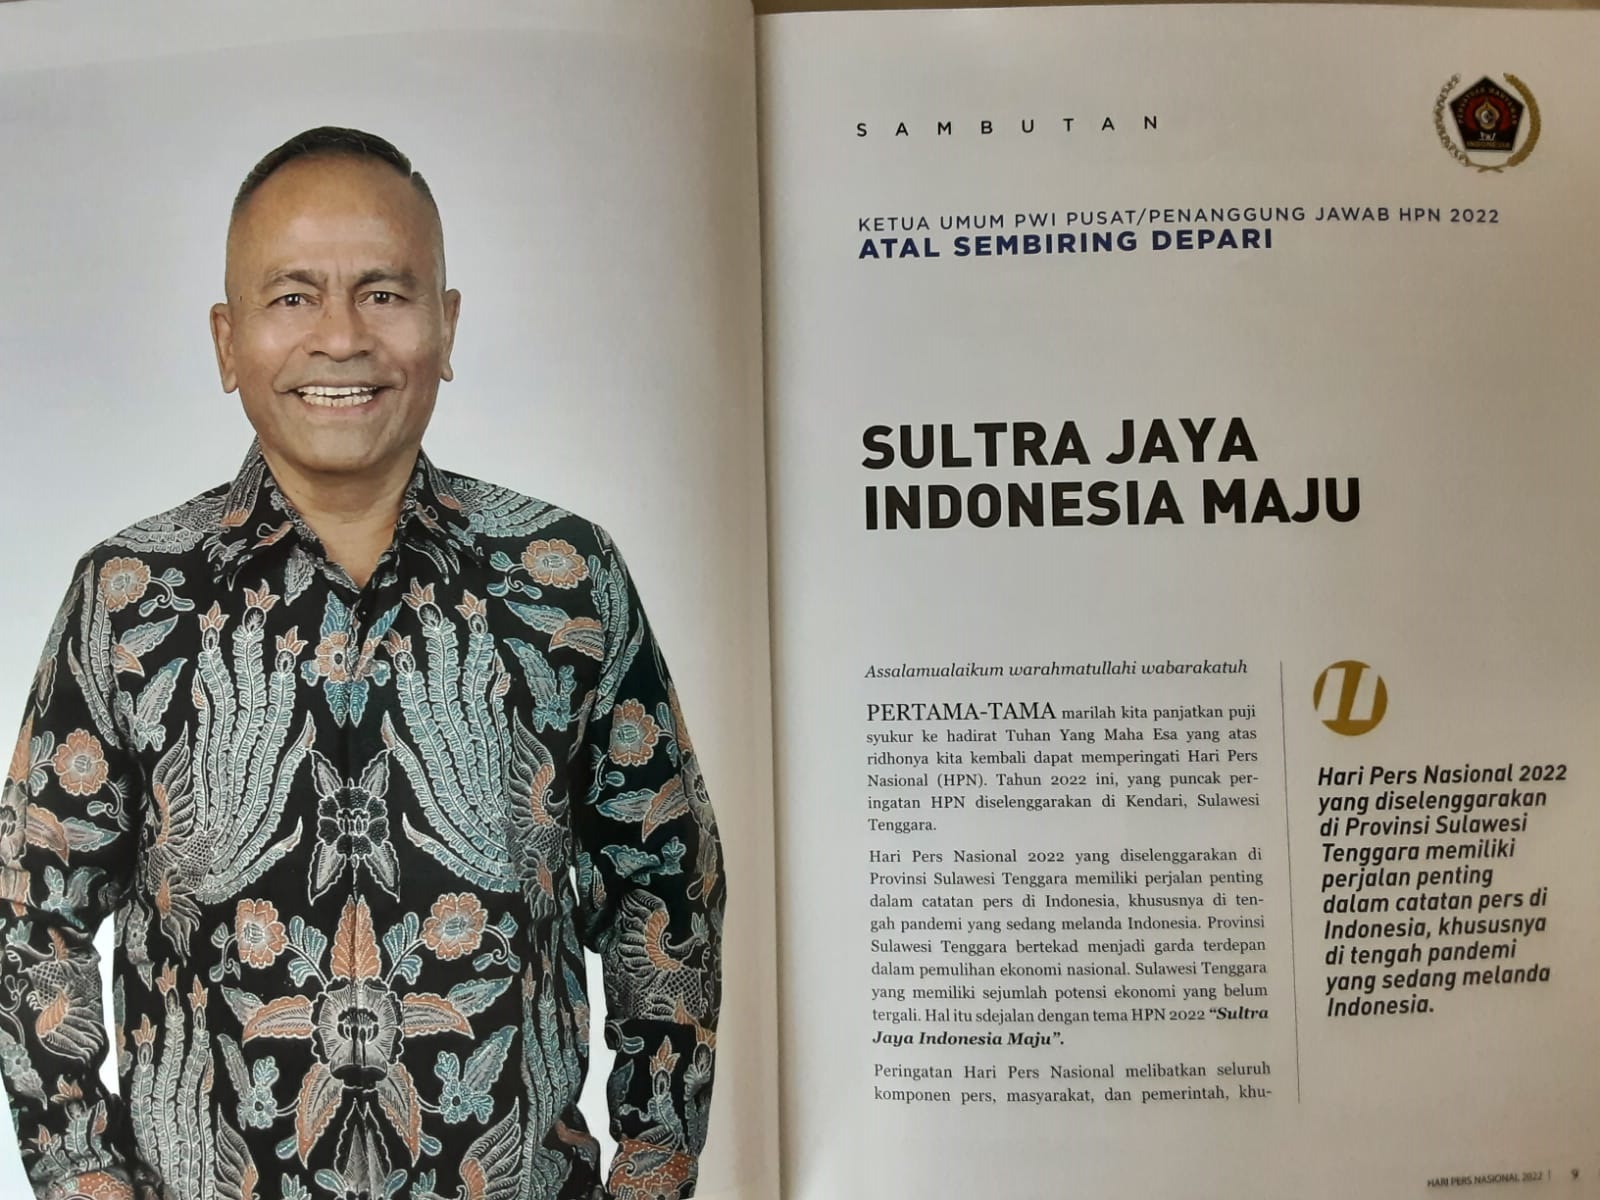 SAMBUTAN
PERSATUAN WARTAWAN
INDONESIA
KETUA UMUM PWI PUSAT/PENANGGUNG JAWAB HPN 2022
ATAL SEMBIRING DEPARI
SULTRA JAYA
INDONESIA MAJU
Assalamualaikum warahmatullahi wabarakatuh
PERTAMA-TAMA marilah kita panjatkan puji
syukur ke hadirat Tuhan Yang Maha Esa yang atas
ridhonya kita kembali dapat memperingati Hari Pers
Nasional (HPN). Tahun 2022 ini, yang puncak per-
ingatan HPN diselenggarakan di Kendari, Sulawesi
Tenggara.
Hari Pers Nasional 2022 yang diselenggarakan di
Provinsi Sulawesi Tenggara memiliki perjalan penting
dalam catatan pers di Indonesia, khususnya di ten-
gah pandemi yang sedang melanda Indonesia. Provinsi
Sulawesi Tenggara bertekad menjadi garda terdepan
dalam pemulihan ekonomi nasional. Sulawesi Tenggara
yang memiliki sejumlah potensi ekonomi yang belum
tergali. Hal itu sdejalan dengan tema HPN 2022 “Sultra
Jaya Indonesia Maju”.
Peringatan Hari Pers Nasional melibatkan seluruh
komponen pers, masyarakat, dan pemerintah, khu-
Hari Pers Nasional 2022
yang diselenggarakan
di Provinsi Sulawesi
Tenggara memiliki
perjalan penting
dalam catatan pers di
Indonesia, khususnya
di tengah pandemi
yang sedang melanda
Indonesia.
HARI PERS NASIONAL 2022 | 9